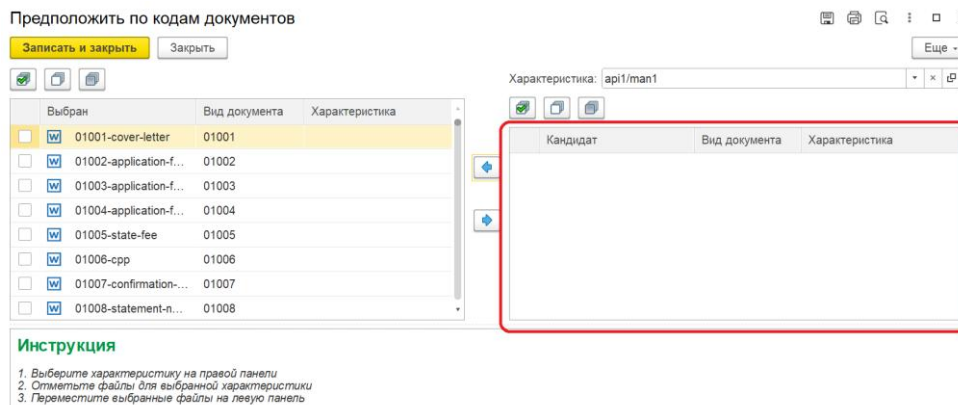 Предположить по кодам документов
Записать и закрыть
Закрыть
Еще
Характеристика: api1/man1
Выбран Вид документа Характеристика
01001-cover-letter 01001
01002-application-f... 01002
01003-application-f... 01003
01004-application-f... 01004
01005-state-fee 01005
01006-cpp 01006
01007-confirmation-... 01007
01008-statement-n... 01008
Кандидат Вид документа Характеристика
Инструкция
1. Выберите характеристику на правой панели
2. Отметьте файлы для выбранной характеристики
3. Переместите выбранные файлы на левую панель